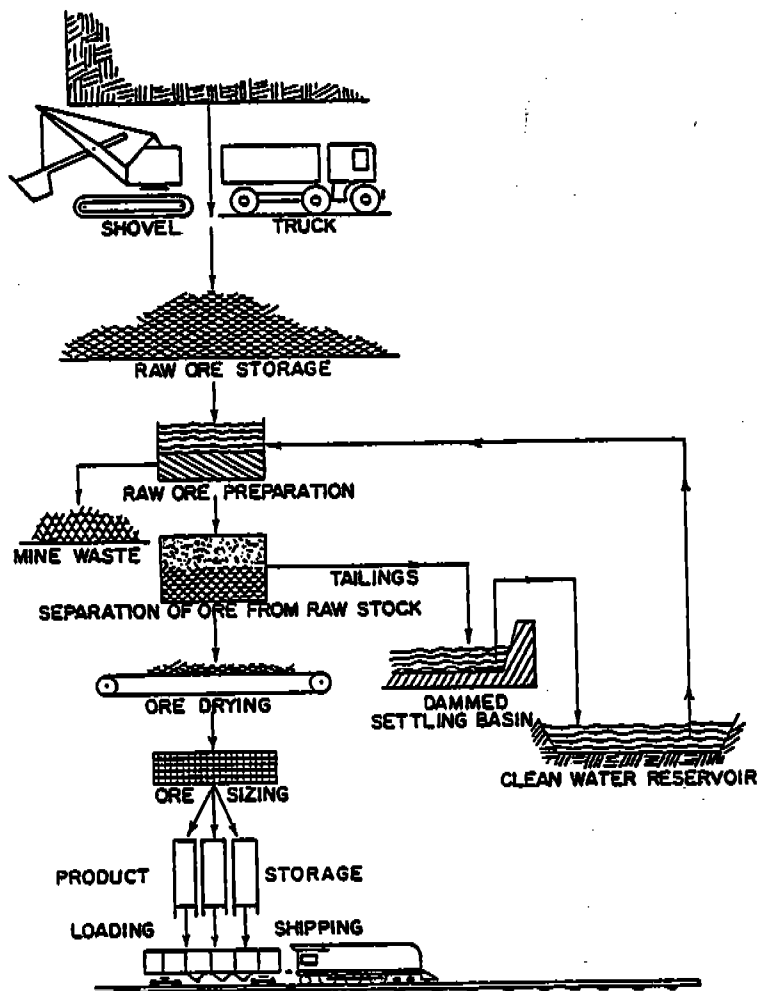 SHOVEL
TRUCK
RAW ORE STORAGE
RAW ORE PREPARATION
MINE WASTE
TAILINGS
SEPARATION OF ORE FROM RAW STOCK
ORE DRYING
DAMMED
SETTLING BASIN
CLEAN WATER RESERVOIR
ORE SIZING
PRODUCT STORAGE
LOADING SHIPPING